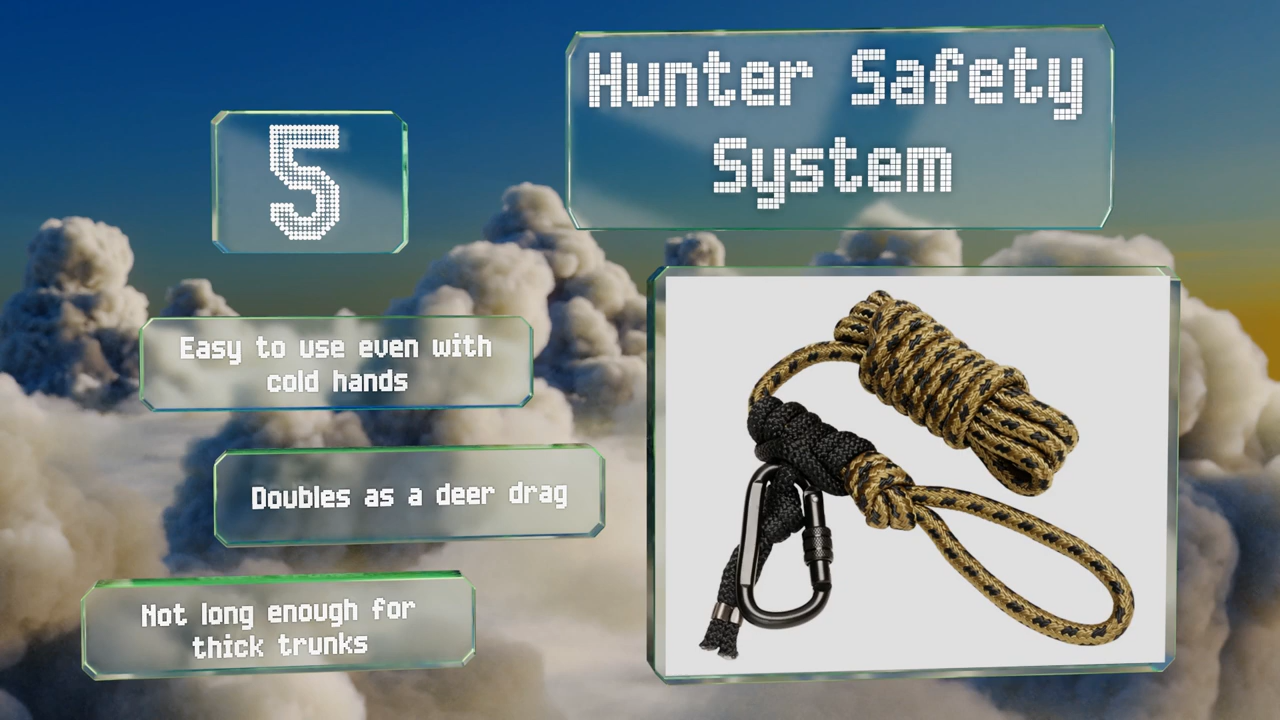 5
Hunter Safety
System
Easy to use even with
cold hands
Doubles as a deer drag
Not long enough for
thick trunks